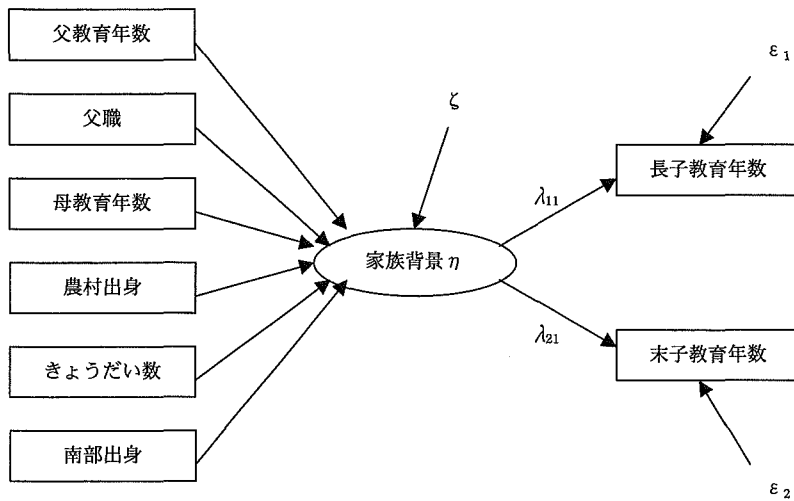 父教育年数
父職
母教育年数
農村出身
きょうだい数
南部出身
ζ
家族背景 η
λ11
λ21
ε1
長子教育年数
末子教育年数
ε2